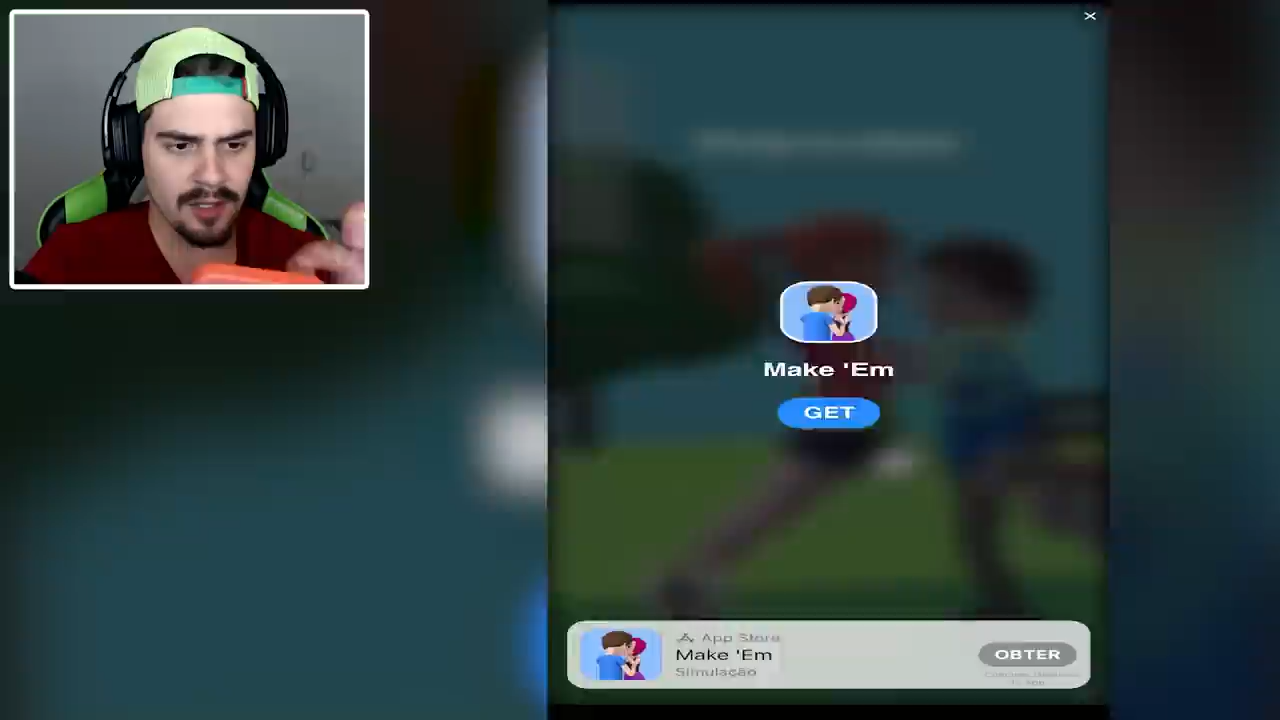 ×
Make 'Em
GET
App Store
Make 'Em
Simulação
OBTER